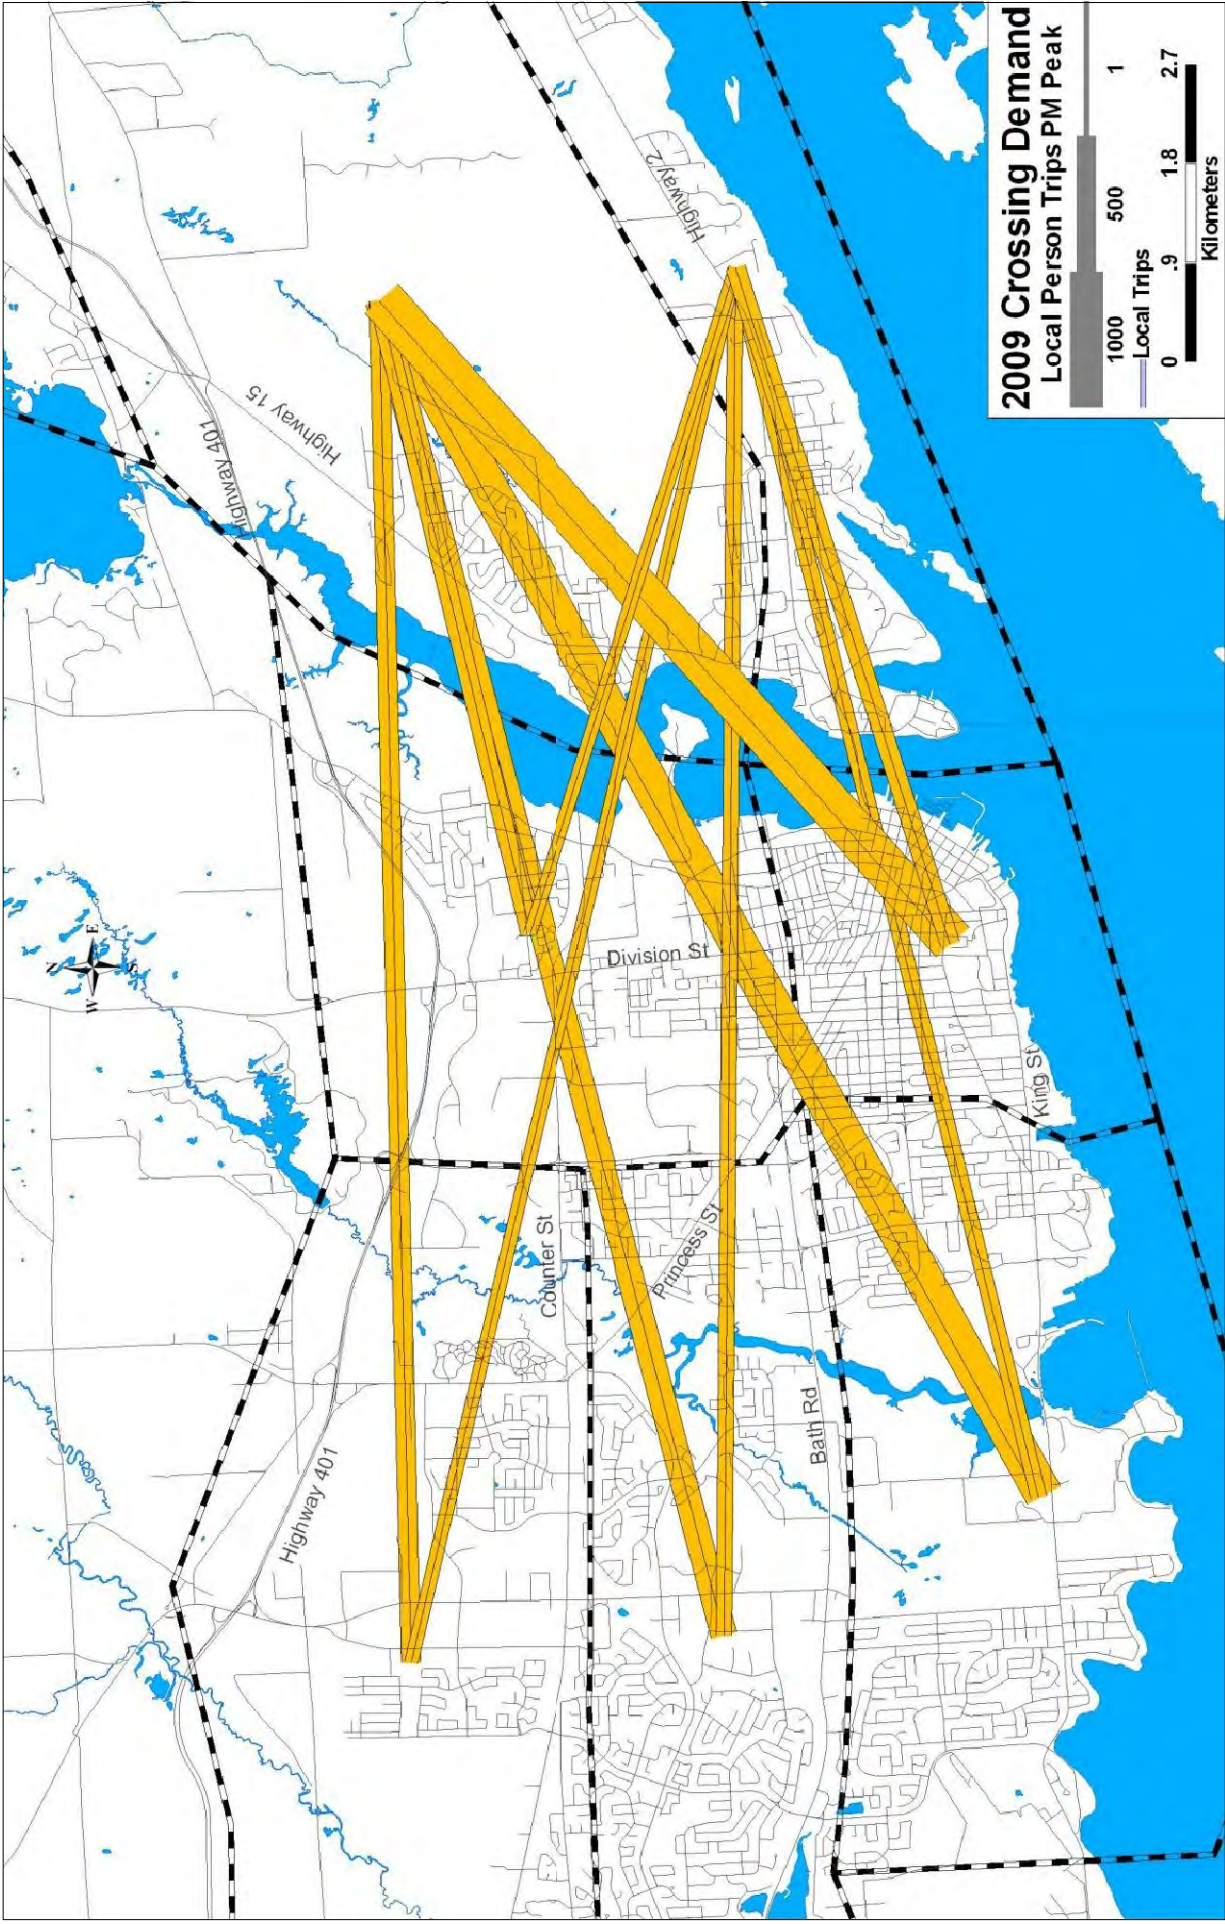 2009 Crossing Demand
Local Person Trips PM Peak
1000 500 1
Local Trips
0 .9 1.8 2.7
Kilometers
N
W E
S
Highway 401
Highway 15
Highway 2
Division St
King St
Counter St
Princess St
Bath Rd
Highway 401